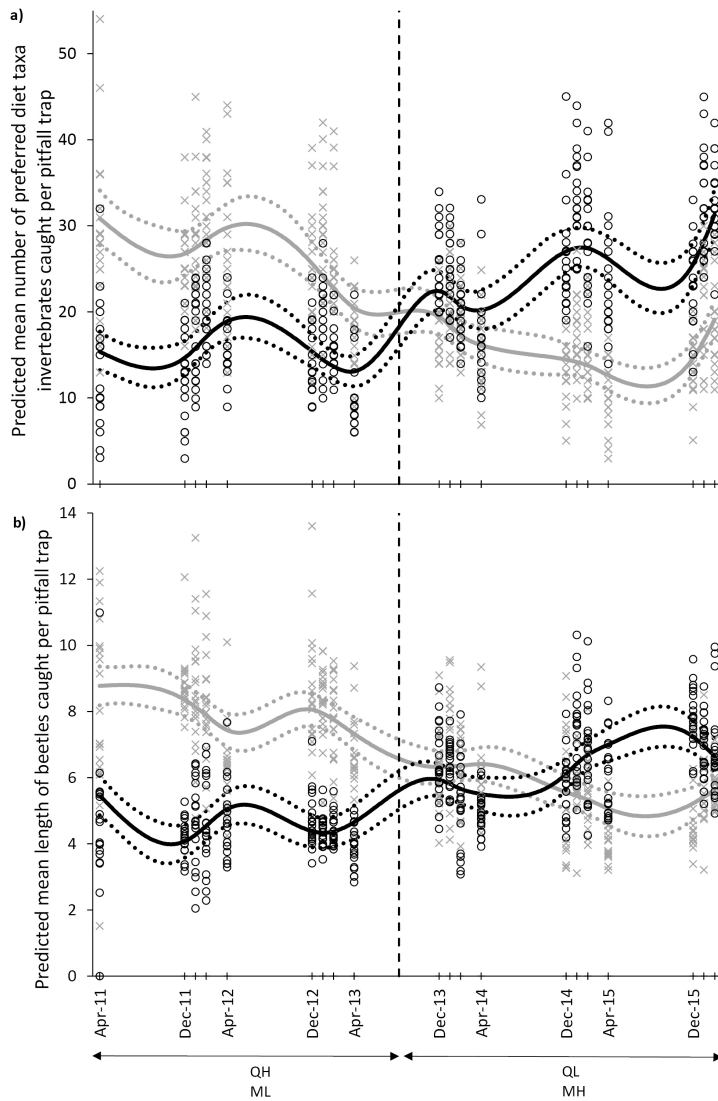 a)
Predicted mean number of preferred diet taxa
invertebrates caught per pitfall trap
50
40
30
20
10
0
b)
Predicted mean length of beetles caught per pitfall trap
14
12
10
8
6
4
2
0
Apr-11
Dec-11
Apr-12
Dec-12
Apr-13
Dec-13
Apr-14
Dec-14
Apr-15
Dec-15
QH
QL
ML
MH